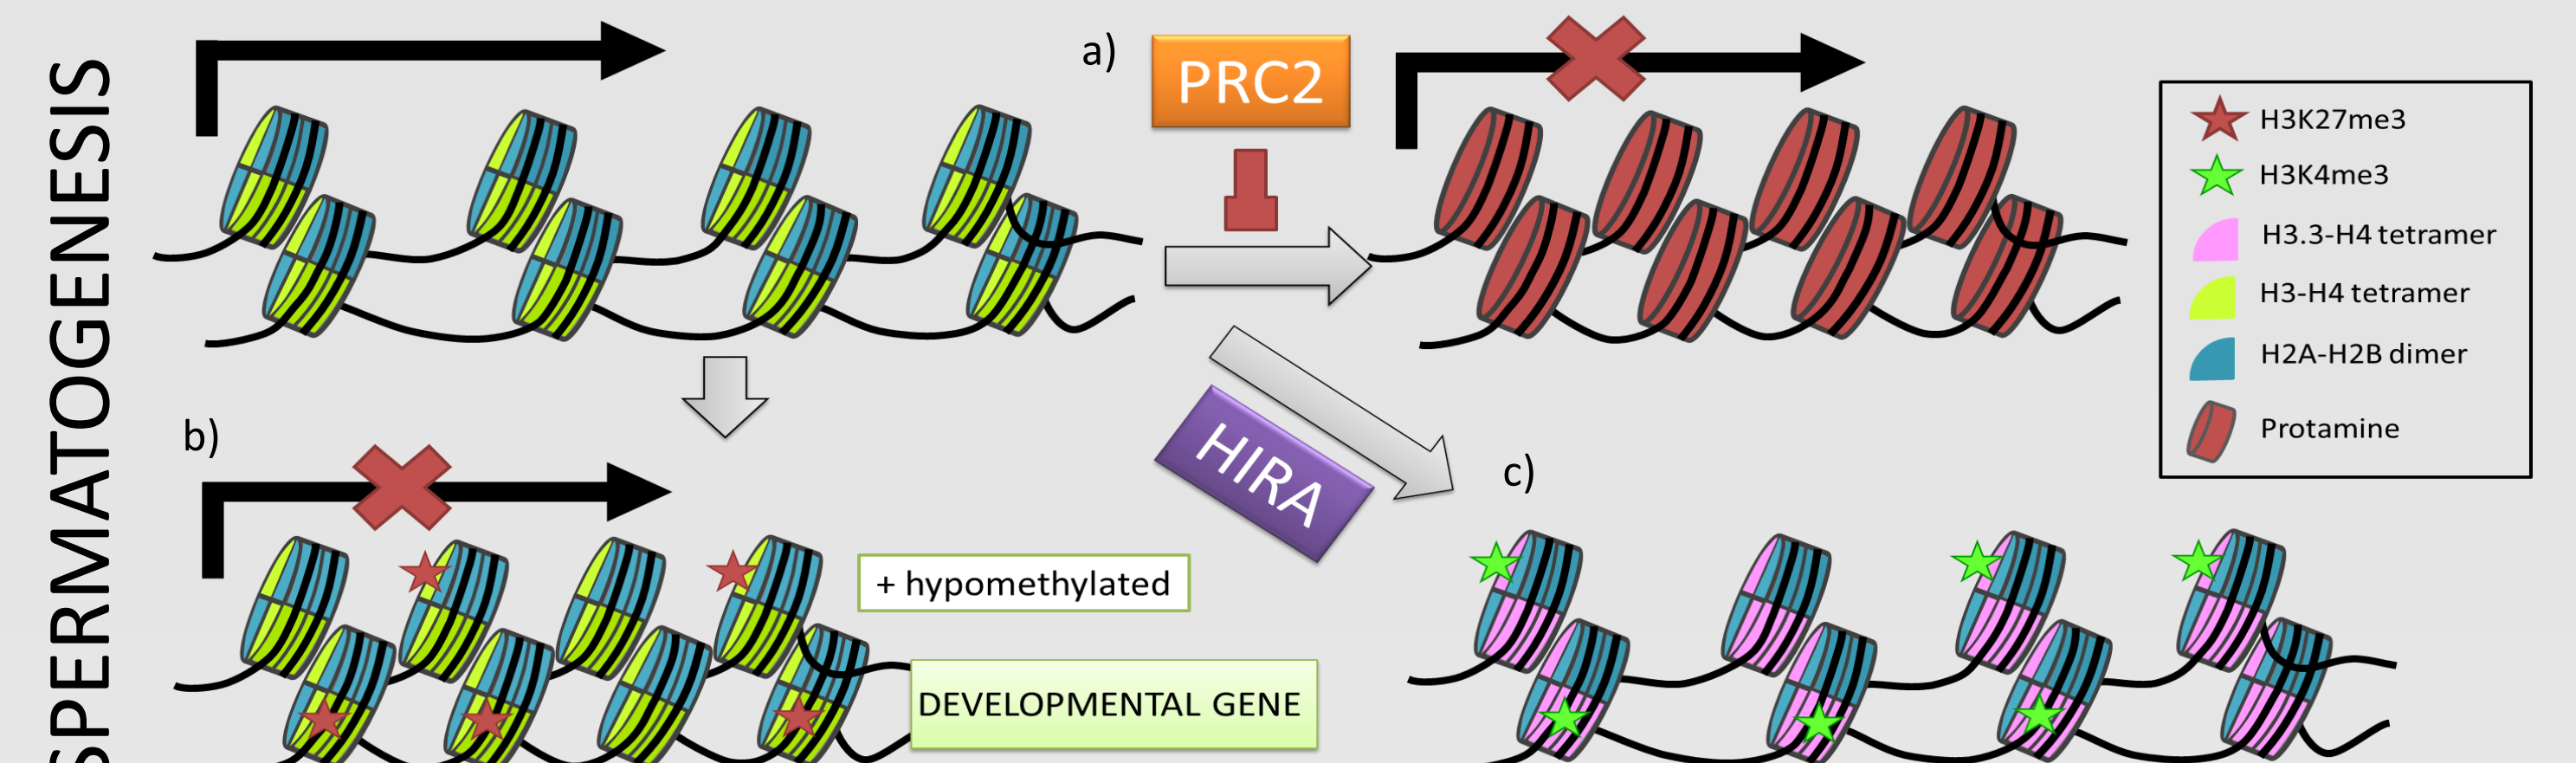 SPERMATOGENESIS
a)
PRC2
H3K27me3
H3K4me3
H3.3-H4 tetramer
H3-H4 tetramer
H2A-H2B dimer
Protamine
b)
HIRA
c)
+ hypomethylated
DEVELOPMENTAL GENE